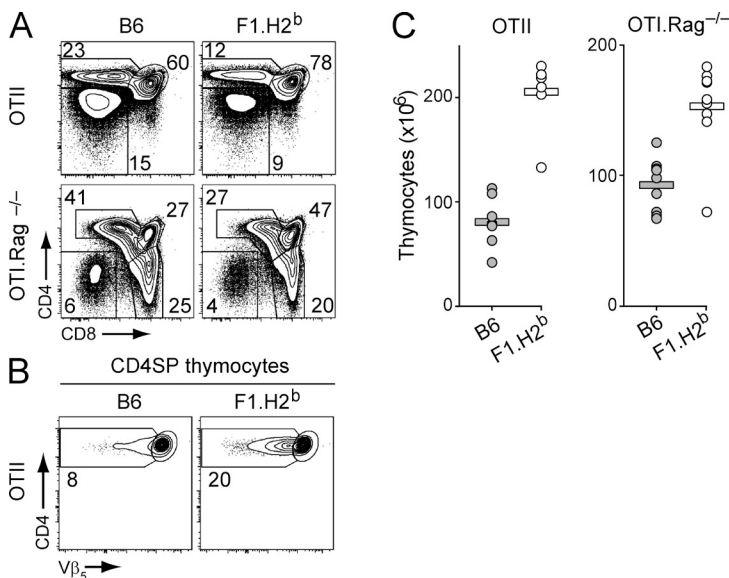 A
B6
F1.H2b
OTII
23
60
15
12
78
9
OTI.Rag –/–
41
27
6
25
27
47
4
20
CD4
CD8
B
CD4SP thymocytes
B6
F1.H2b
OTII
8
20
CD4
Vβ5
C
OTII
OTI.Rag–/–
Thymocytes (x106)
200
100
0
B6
F1.H2b
200
100
0
B6
F1.H2b